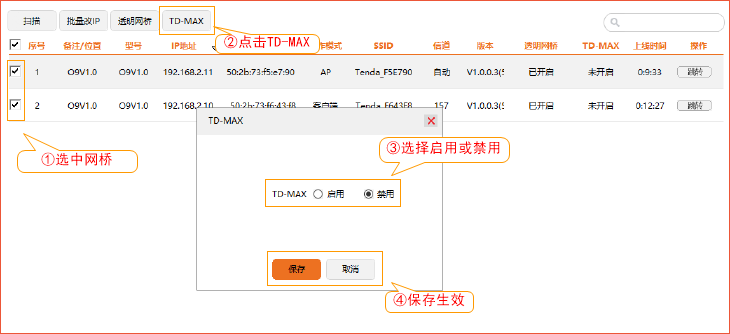 扫描 批量改IP 透明网桥 TD-MAX
②点击TD-MAX
序号 备注/位置 型号 IP地址 作模式 SSID 信道 版本 透明网桥 TD-MAX 上线时间 操作
1 O9V1.0 O9V1.0 192.168.2.11 50:2b:73:f5:e7:90 AP Tenda_F5E790 自动 V1.0.0.3(5 已开启 未开启 0:9:33 跳转
2 O9V1.0 O9V1.0 192.168.2.10 50:2b:73:f6:43:f8 客户端 Tenda_F643F8 157 V1.0.0.3(5 已开启 未开启 0:12:27 跳转
TD-MAX
①选中网桥
③选择启用或禁用
TD-MAX 启用 禁用
保存 取消
④保存生效